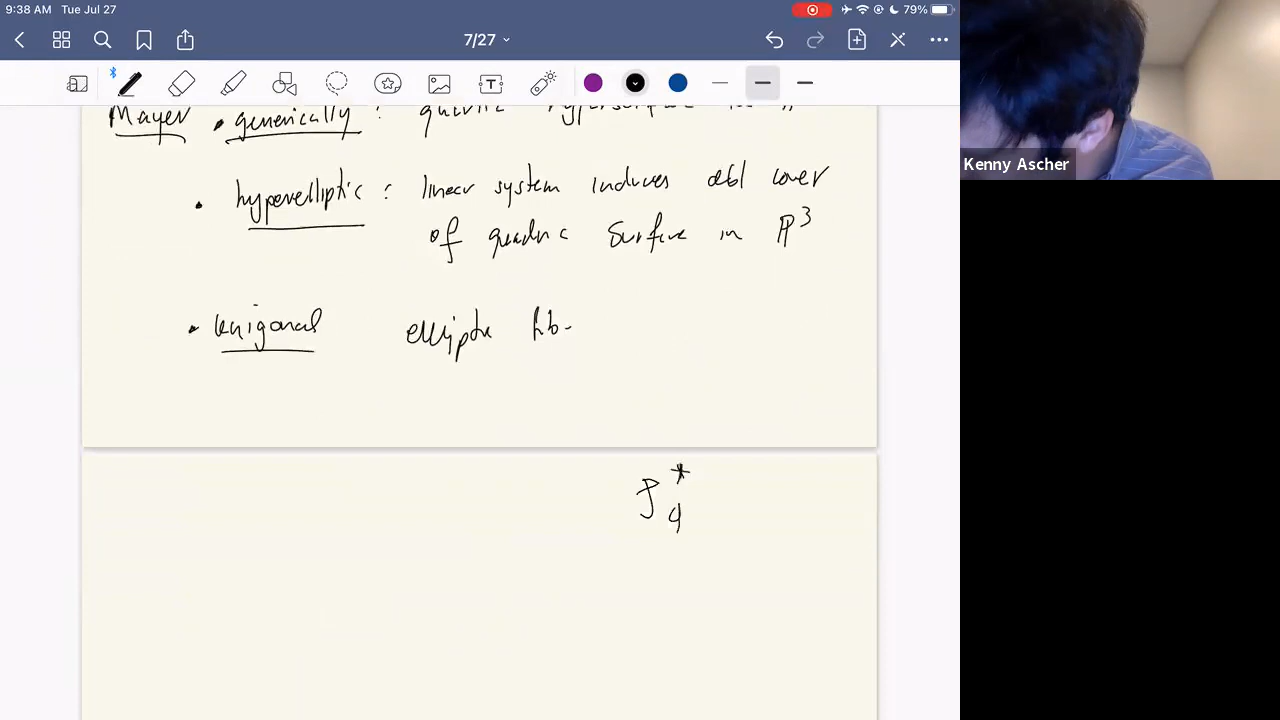 9:38 AM Tue Jul 27
79%
7/27
Kenny Ascher
Mayer • generically : quartic hypersurface
• hyperelliptic : linear system induces dbl cover
of quadric surface in P³
• unigonal elliptic fib-
F*₄